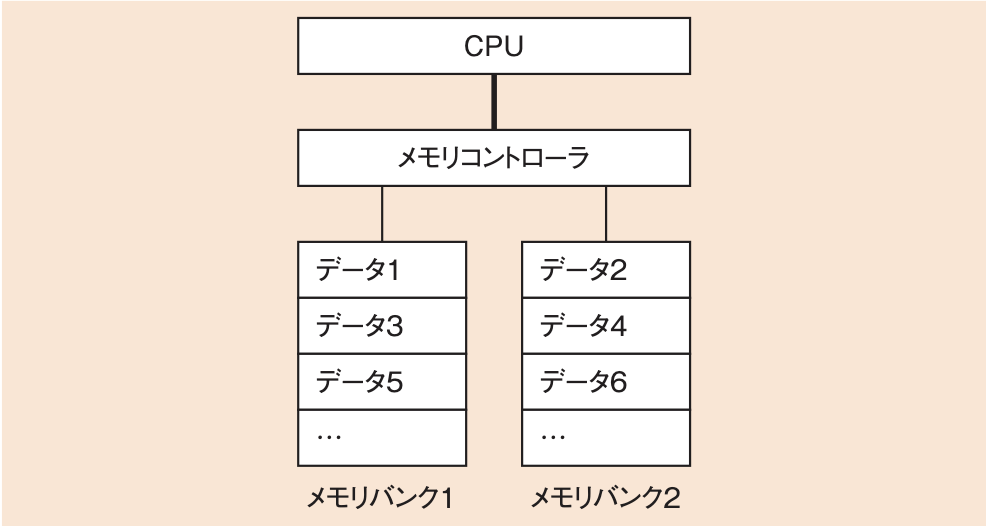 CPU
メモリコントローラ
データ1
データ3
データ5
…
メモリバンク1
データ2
データ4
データ6
…
メモリバンク2